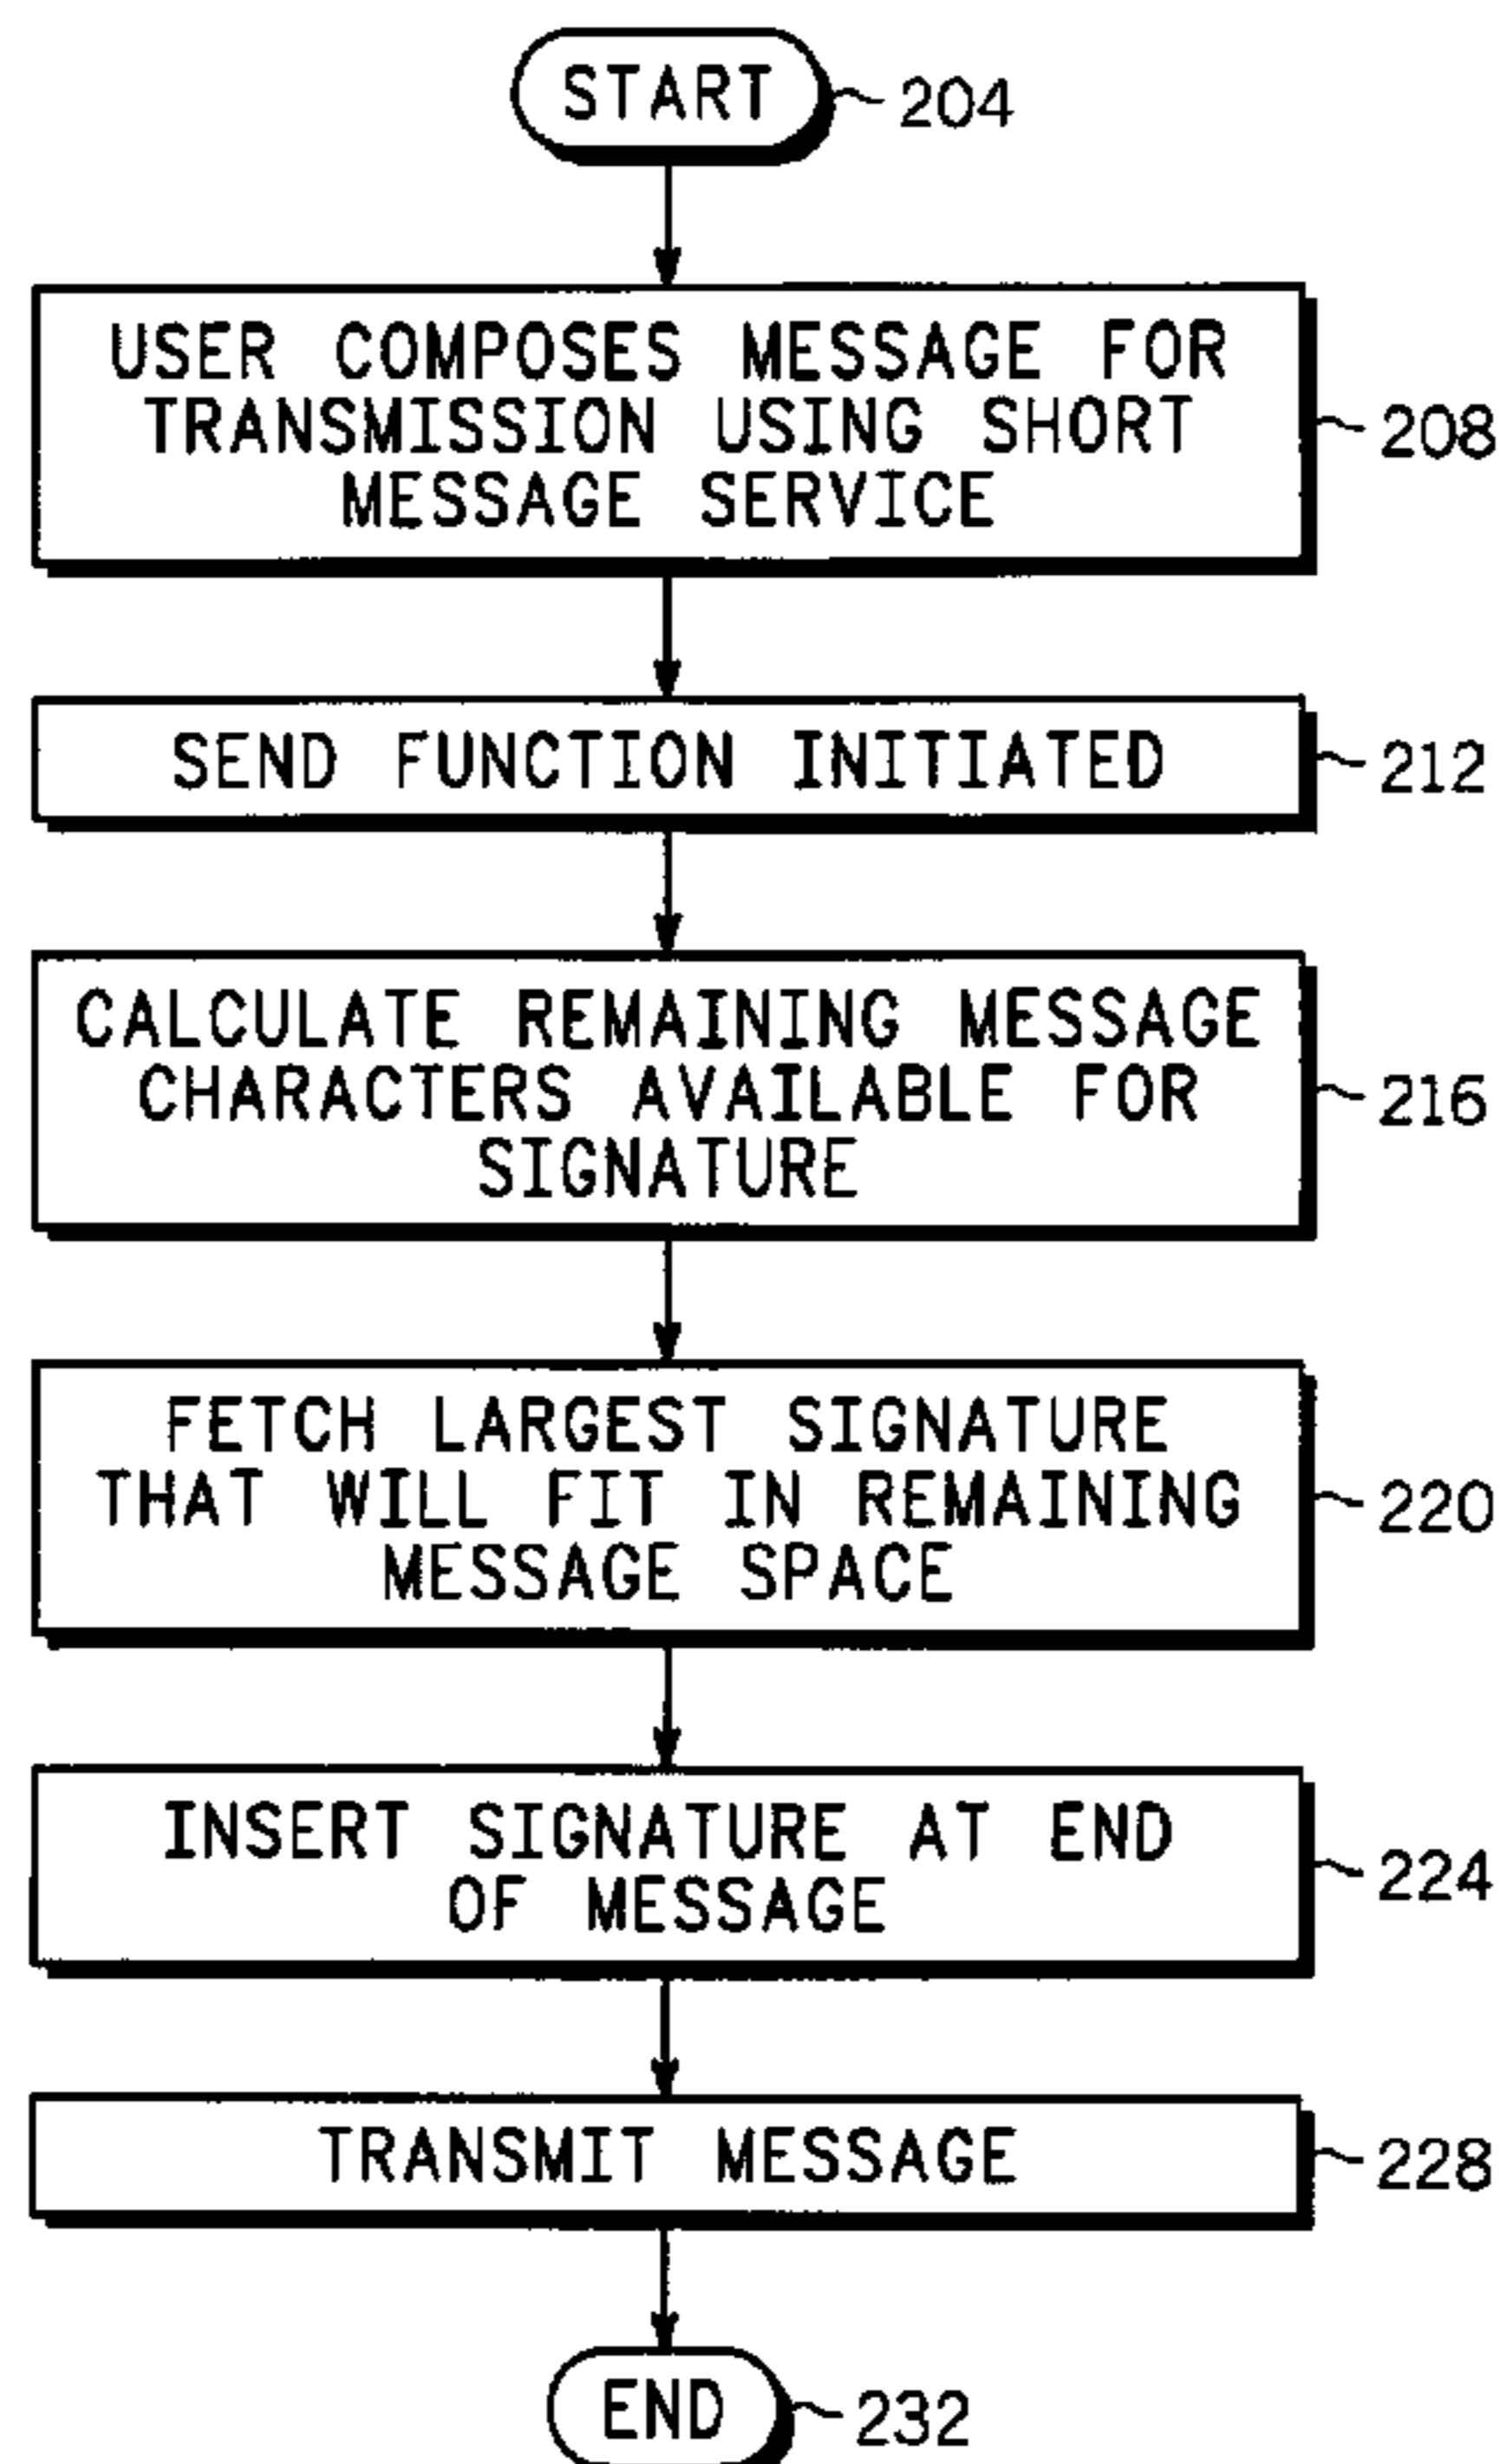 START
204
USER COMPOSES MESSAGE FOR
TRANSMISSION USING SHORT
MESSAGE SERVICE
208
SEND FUNCTION INITIATED
212
CALCULATE REMAINING MESSAGE
CHARACTERS AVAILABLE FOR
SIGNATURE
216
FETCH LARGEST SIGNATURE
THAT WILL FIT IN REMAINING
MESSAGE SPACE
220
INSERT SIGNATURE AT END
OF MESSAGE
224
TRANSMIT MESSAGE
228
END
232